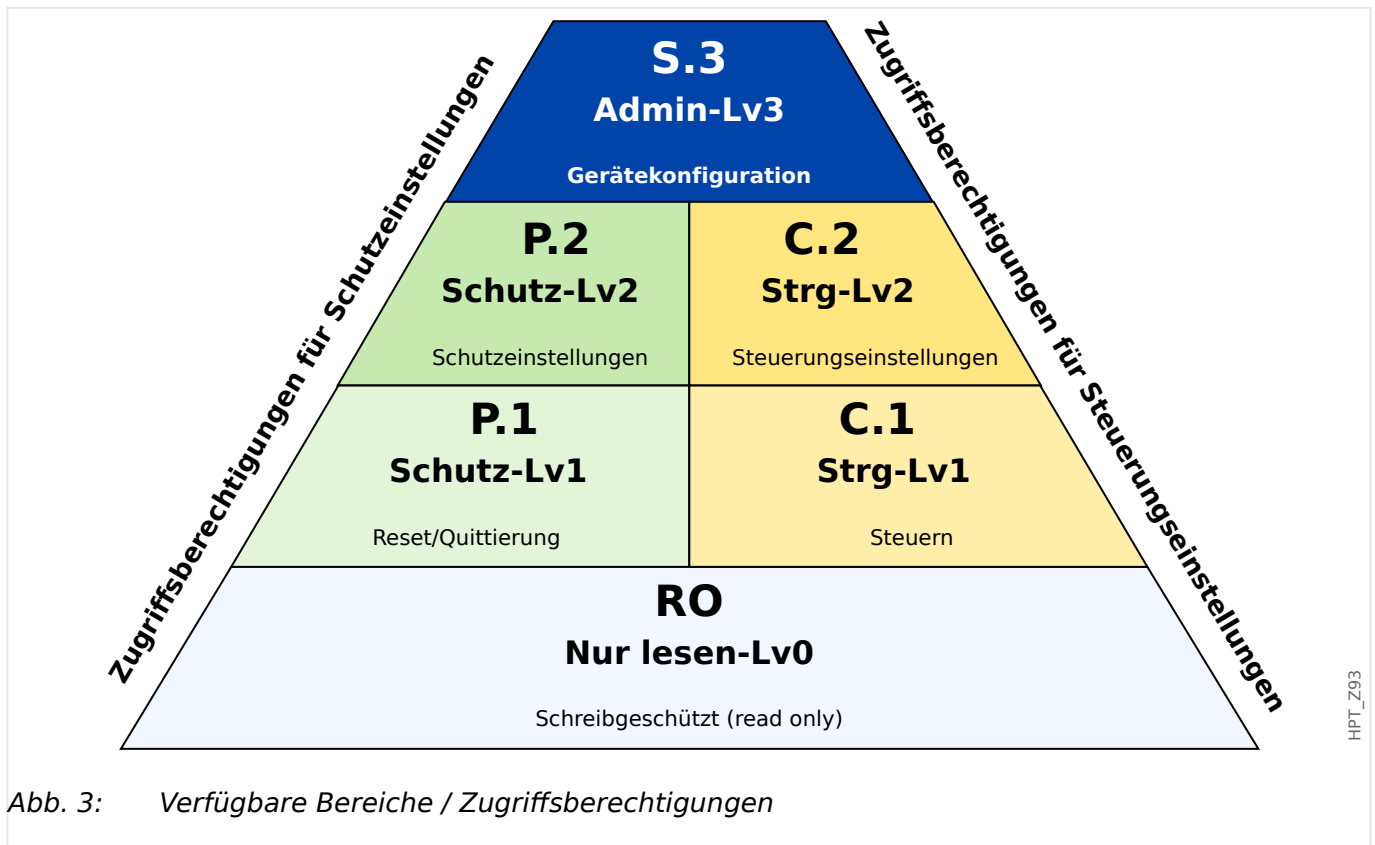 Zugriffsberechtigungen für Schutzeinstellungen
Zugriffsberechtigungen für Steuerungseinstellungen
S.3
Admin-Lv3
Gerätekonfiguration
P.2
Schutz-Lv2
Schutzeinstellungen
C.2
Strg-Lv2
Steuerungseinstellungen
P.1
Schutz-Lv1
Reset/Quittierung
C.1
Strg-Lv1
Steuern
RO
Nur lesen-Lv0
Schreibgeschützt (read only)
HPT_Z93
Abb. 3: Verfügbare Bereiche / Zugriffsberechtigungen